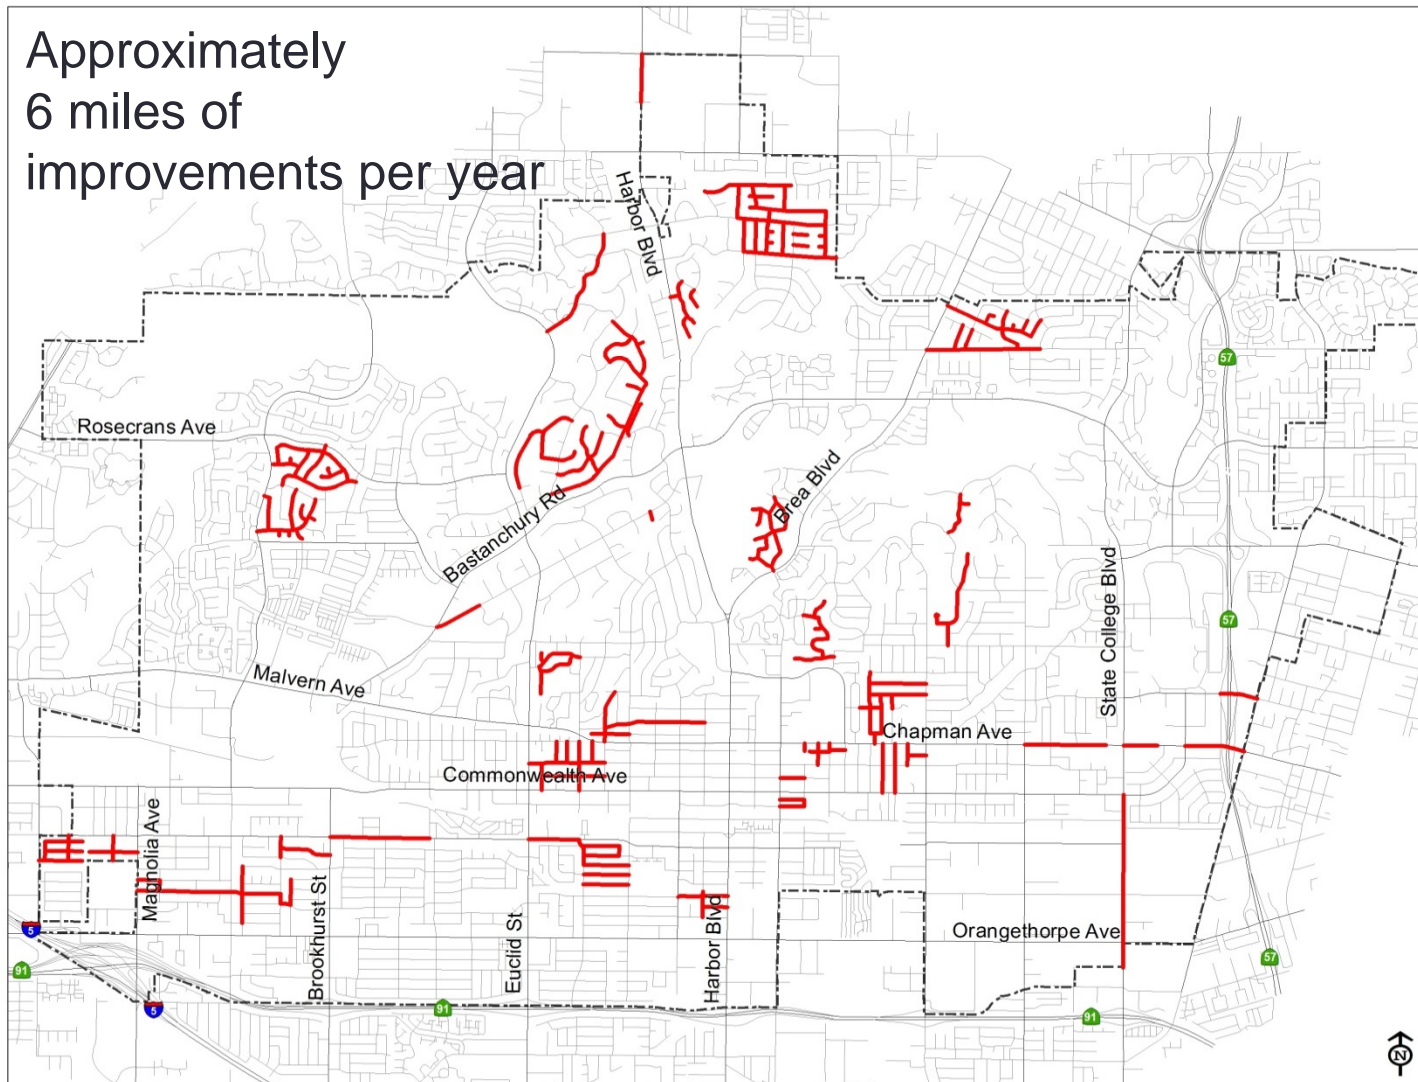 Approximately
6 miles of
improvements per year
Harbor Blvd
57
Rosecrans Ave
Brea Blvd
Bastanchury Rd
State College Blvd
57
Malvern Ave
Chapman Ave
Commonwealth Ave
Magnolia Ave
Brookhurst St
Euclid St
Harbor Blvd
Orangethorpe Ave
5
91
57
5
91
91
N